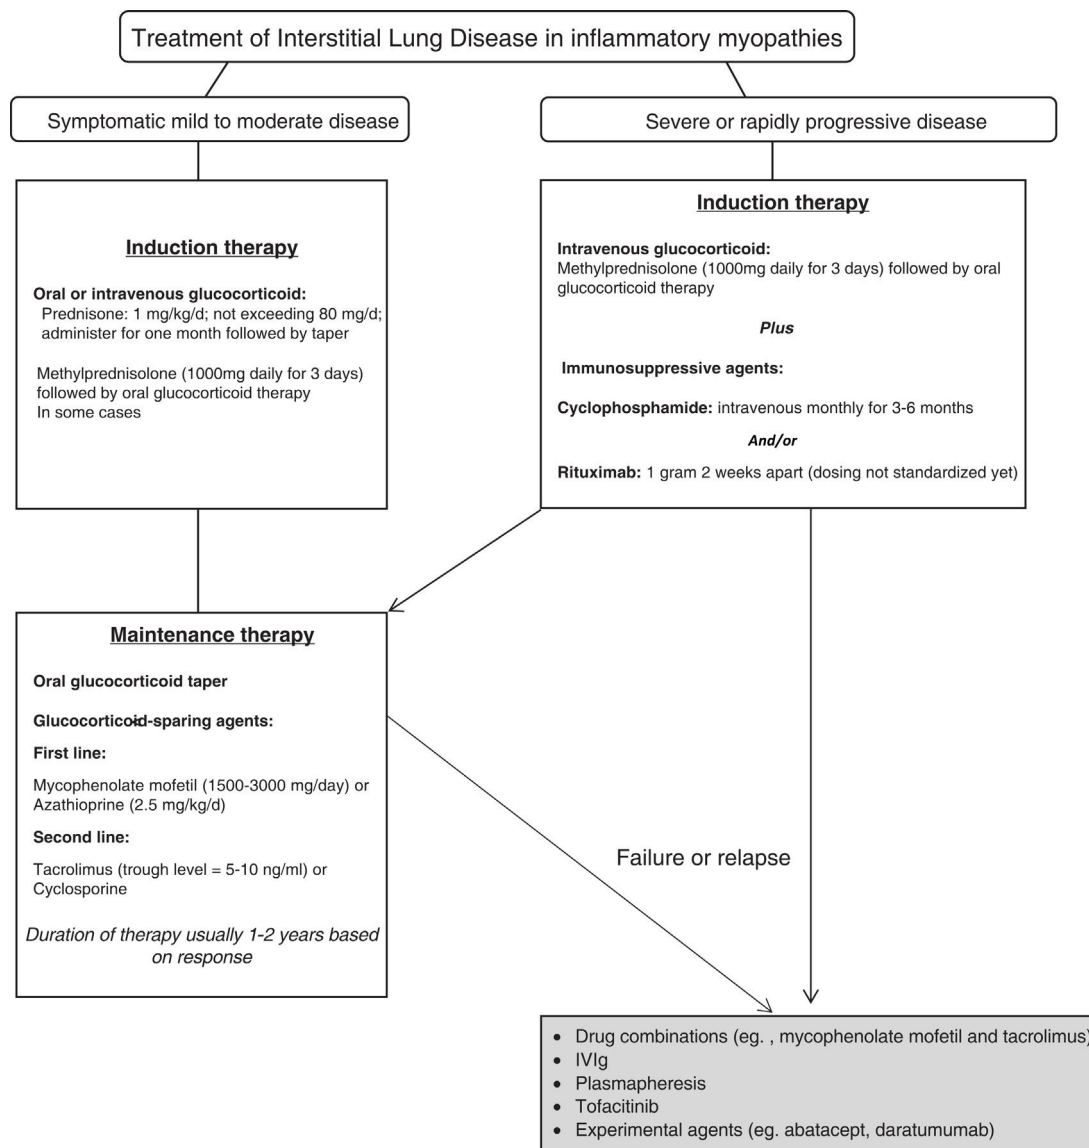 Treatment of Interstitial Lung Disease in inflammatory myopathies
Symptomatic mild to moderate disease
Severe or rapidly progressive disease
Induction therapy
Oral or intravenous glucocorticoid:
Prednisone: 1 mg/kg/d; not exceeding 80 mg/d;
administer for one month followed by taper
Methylprednisolone (1000mg daily for 3 days)
followed by oral glucocorticoid therapy
In some cases
Induction therapy
Intravenous glucocorticoid:
Methylprednisolone (1000mg daily for 3 days) followed by oral
glucocorticoid therapy
Plus
Immunosuppressive agents:
Cyclophosphamide: intravenous monthly for 3-6 months
And/or
Rituximab: 1 gram 2 weeks apart (dosing not standardized yet)
Maintenance therapy
Oral glucocorticoid taper
Glucocorticoid-sparing agents:
First line:
Mycophenolate mofetil (1500-3000 mg/day) or
Azathioprine (2.5 mg/kg/d)
Second line:
Tacrolimus (trough level = 5-10 ng/ml) or
Cyclosporine
Duration of therapy usually 1-2 years based
on response
Failure or relapse
• Drug combinations (eg. , mycophenolate mofetil and tacrolimus)
• IVIg
• Plasmapheresis
• Tofacitinib
• Experimental agents (eg. abatacept, daratumumab)